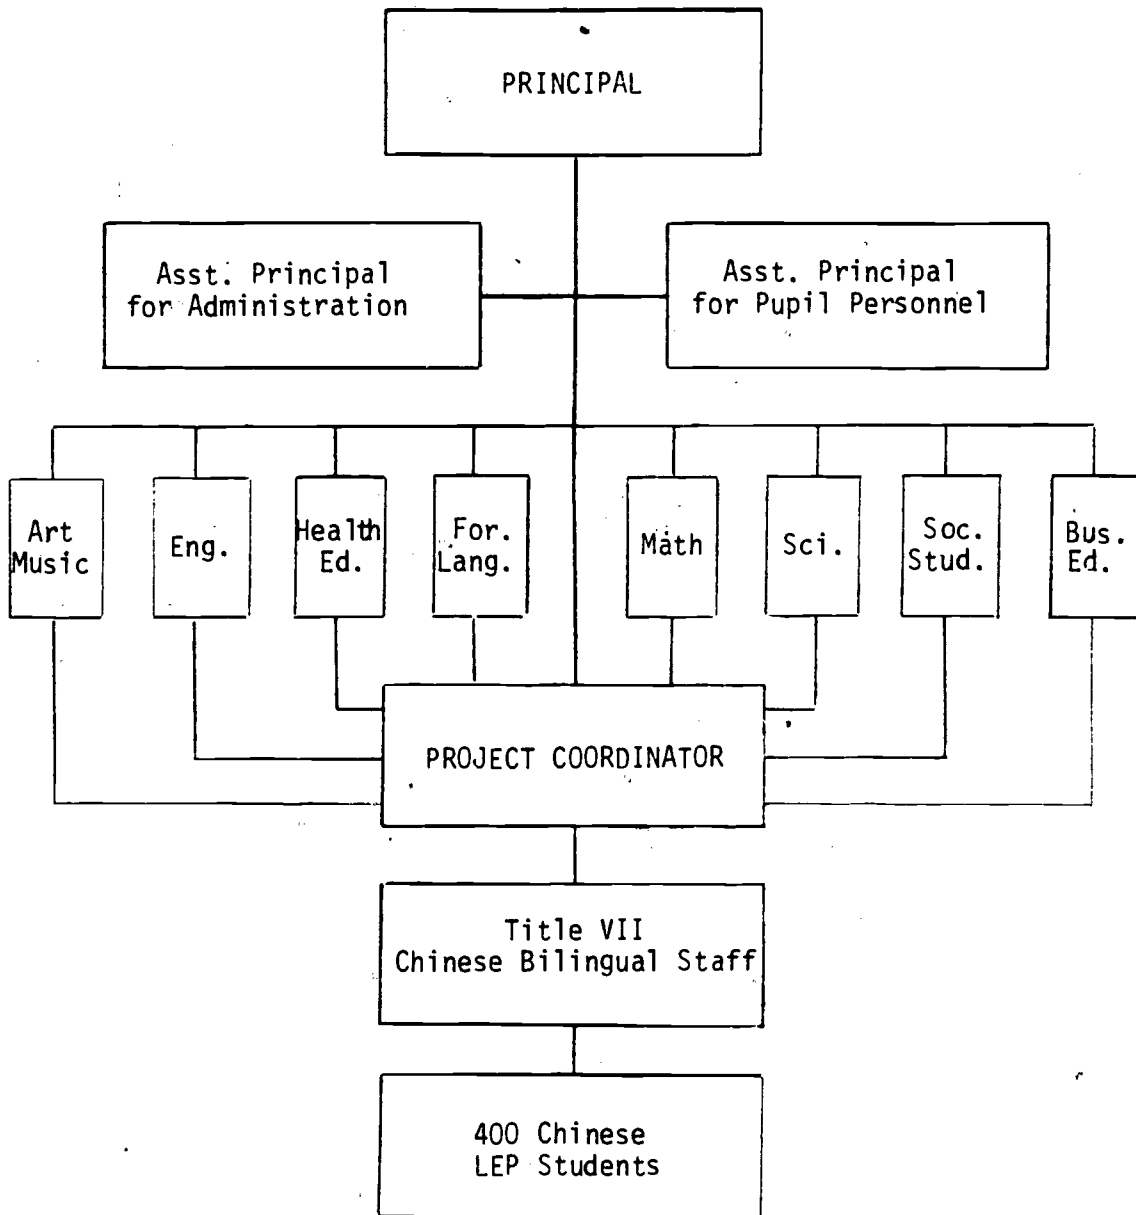 PRINCIPAL
Asst. Principal
for Administration
Asst. Principal
for Pupil Personnel
Art
Music
Eng.
Health
Ed.
For.
Lang.
Math
Sci.
Soc.
Stud.
Bus.
Ed.
PROJECT COORDINATOR
Title VII
Chinese Bilingual Staff
400 Chinese
LEP Students